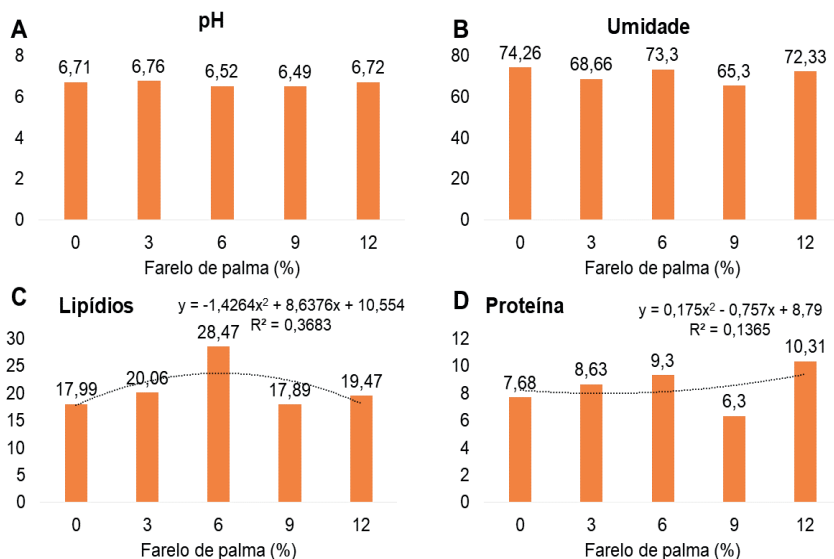 A
pH
8
6
4
2
0
6,71
6,76
6,52
6,49
6,72
0 3 6 9 12
Farelo de palma (%)
B
Umidade
80
60
40
20
0
74,26
68,66
73,3
65,3
72,33
0 3 6 9 12
Farelo de palma (%)
C
Lipídios
y = -1,4264x² + 8,6376x + 10,554
R² = 0,3683
30
25
20
15
10
5
0
17,99
20,06
28,47
17,89
19,47
0 3 6 9 12
Farelo de palma (%)
D
Proteína
y = 0,175x² - 0,757x + 8,79
R² = 0,1365
12
10
8
6
4
2
0
7,68
8,63
9,3
6,3
10,31
0 3 6 9 12
Farelo de palma (%)